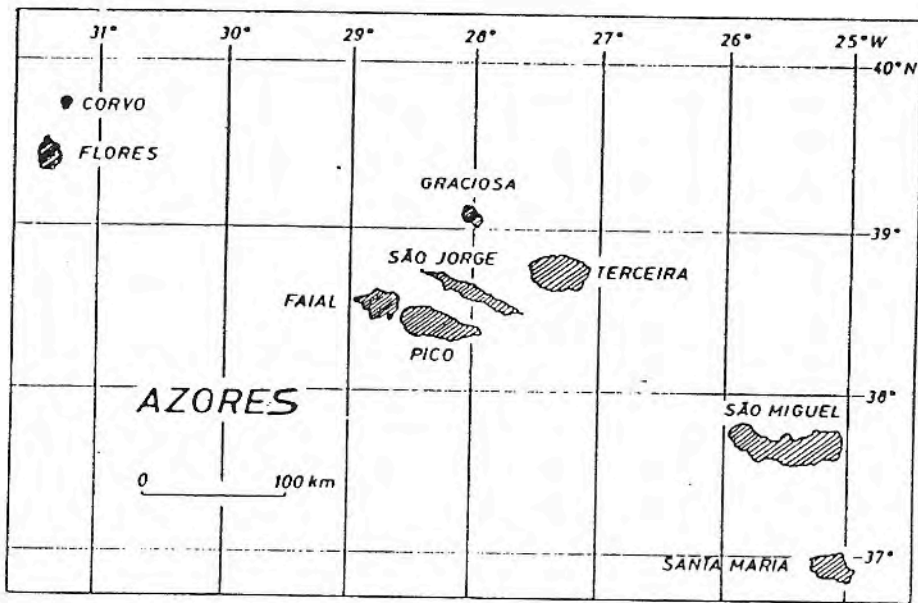 31° 30° 29° 26° 27° 26° 25° W
40° N
CORVO
FLORES
GRACIOSA
39°
SÃO JORGE
TERCEIRA
FAIAL
PICO
38°
AZORES
SÃO MIGUEL
0 100 km
37°
SANTA MARIA